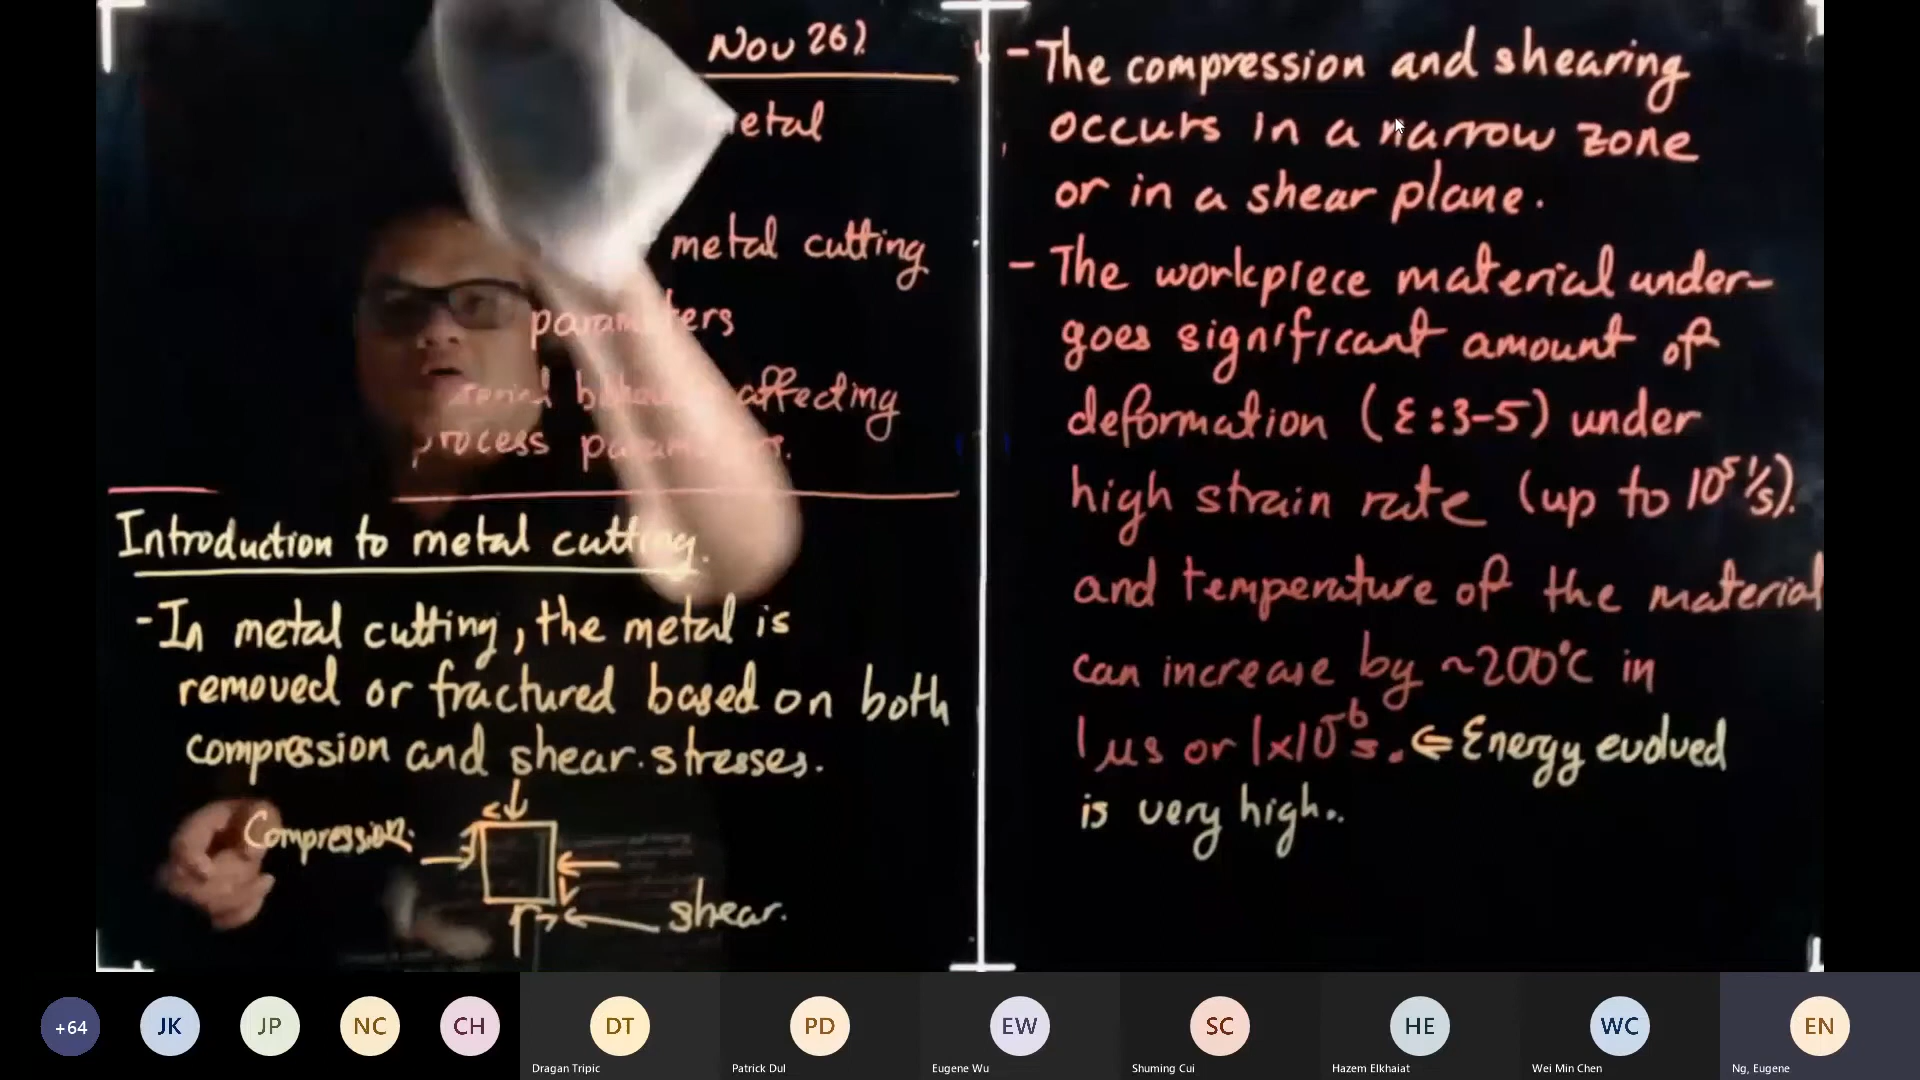 Nov 26)
metal
metal cutting
parameters
affecting
process
Introduction to metal cutting.
- In metal cutting, the metal is
removed or fractured based on both
compression and shear. stresses.
Compression.
shear.
- The compression and shearing
occurs in a narrow zone
or in a shear plane.
- The workpiece material under-
goes significant amount of
deformation (ε:3-5) under
high strain rate (up to 10⁵ 1/s).
and temperature of the material
can increase by ~200°C in
1 μs or 1x10⁻⁶ s. ⇐ Energy evolved
is very high..
+64
JK
JP
NC
CH
DT
PD
EW
SC
HE
WC
EN
Dragan Tripic
Patrick Dul
Eugene Wu
Shuming Cui
Hazem Elkhaiat
Wei Min Chen
Ng, Eugene